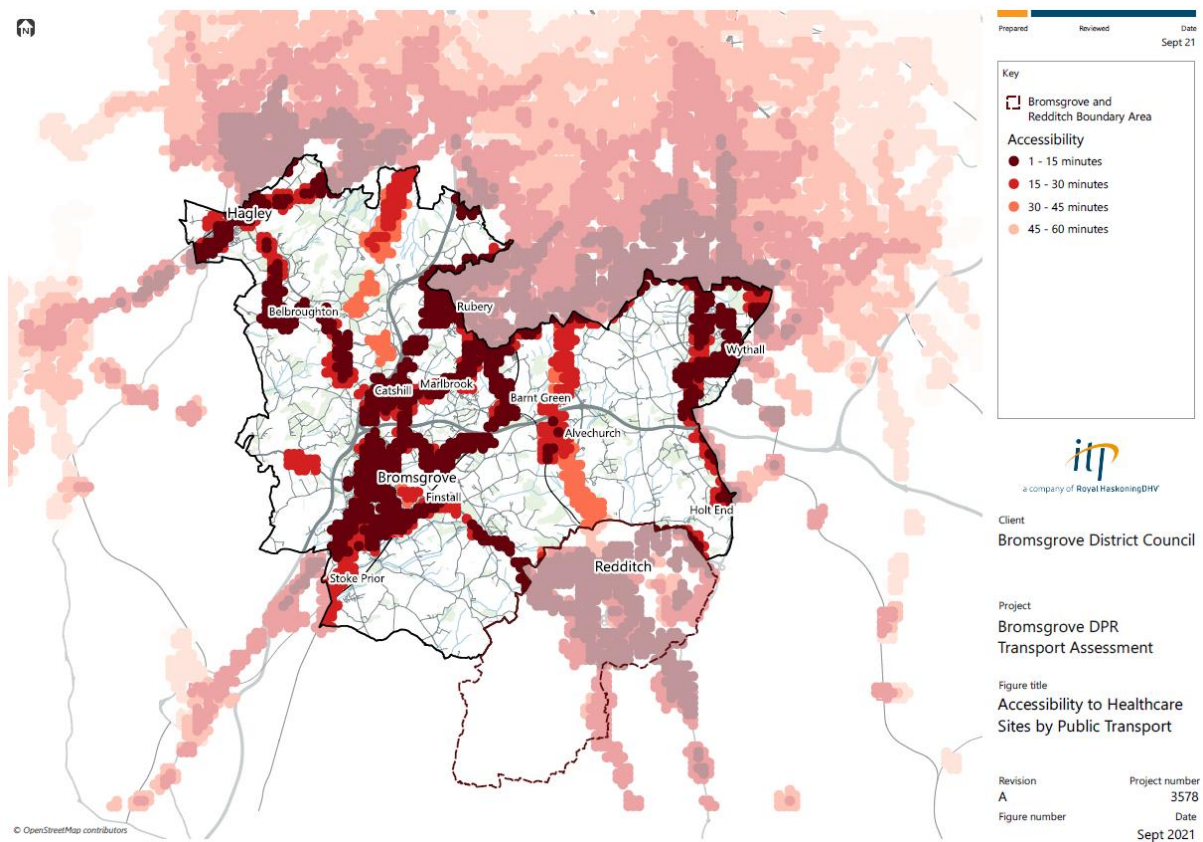 N
Hagley
Belbroughton
Rubery
Catshill
Marlbrook
Wythall
Barnt Green
Alvechurch
Bromsgrove
Finstall
Holt End
Stoke Prior
Redditch
© OpenStreetMap contributors
Prepared Reviewed Date
Sept 21
Key
Bromsgrove and
Redditch Boundary Area
Accessibility
1 - 15 minutes
15 - 30 minutes
30 - 45 minutes
45 - 60 minutes
itp
a company of Royal HaskoningDHV
Client
Bromsgrove District Council
Project
Bromsgrove DPR
Transport Assessment
Figure title
Accessibility to Healthcare
Sites by Public Transport
Revision Project number
A 3578
Figure number Date
Sept 2021